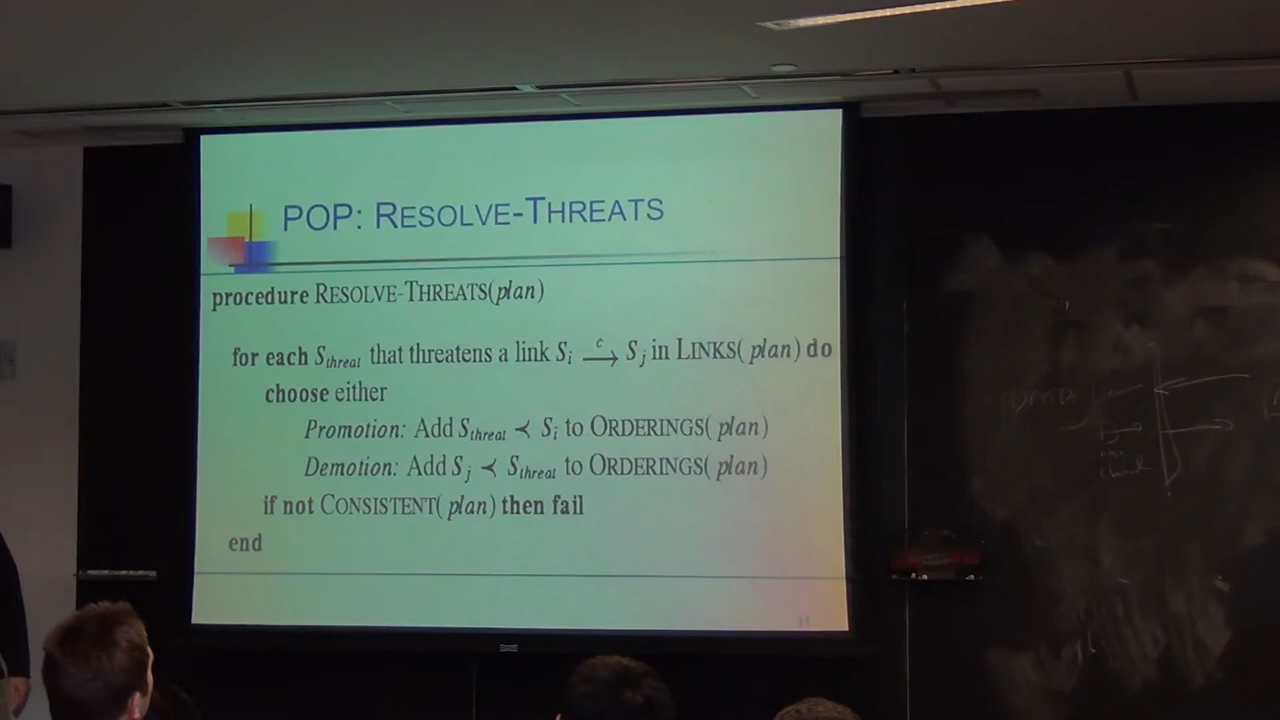 POP: RESOLVE-THREATS
procedure RESOLVE-THREATS(plan)
for each S_threat that threatens a link S_i —c→ S_j in LINKS( plan) do
choose either
Promotion: Add S_threat ≺ S_i to ORDERINGS( plan)
Demotion: Add S_j ≺ S_threat to ORDERINGS( plan)
if not CONSISTENT( plan) then fail
end